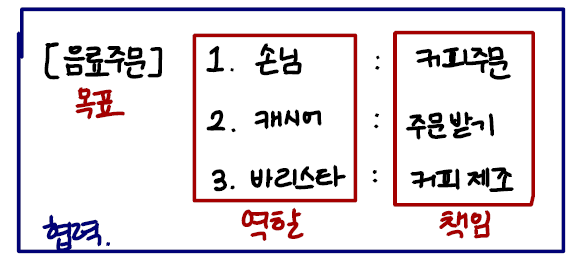 [음료주문] 1. 손님 : 커피주문
목표
2. 캐시어 : 주문받기
3. 바리스타 : 커피 제조
협력. 역할 책임